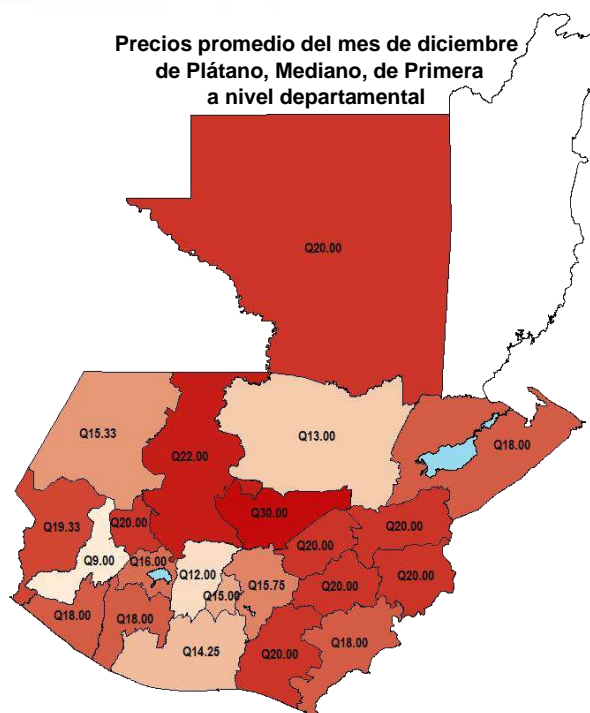 Precios promedio del mes de diciembre
de Plátano, Mediano, de Primera
a nivel departamental
Q20.00
Q15.33
Q13.00
Q22.00
Q18.00
Q30.00
Q19.33
Q20.00
Q20.00
Q20.00
Q9.00
Q16.00
Q12.00
Q15.75
Q20.00
Q20.00
Q15.00
Q18.00
Q18.00
Q18.00
Q14.25
Q20.00